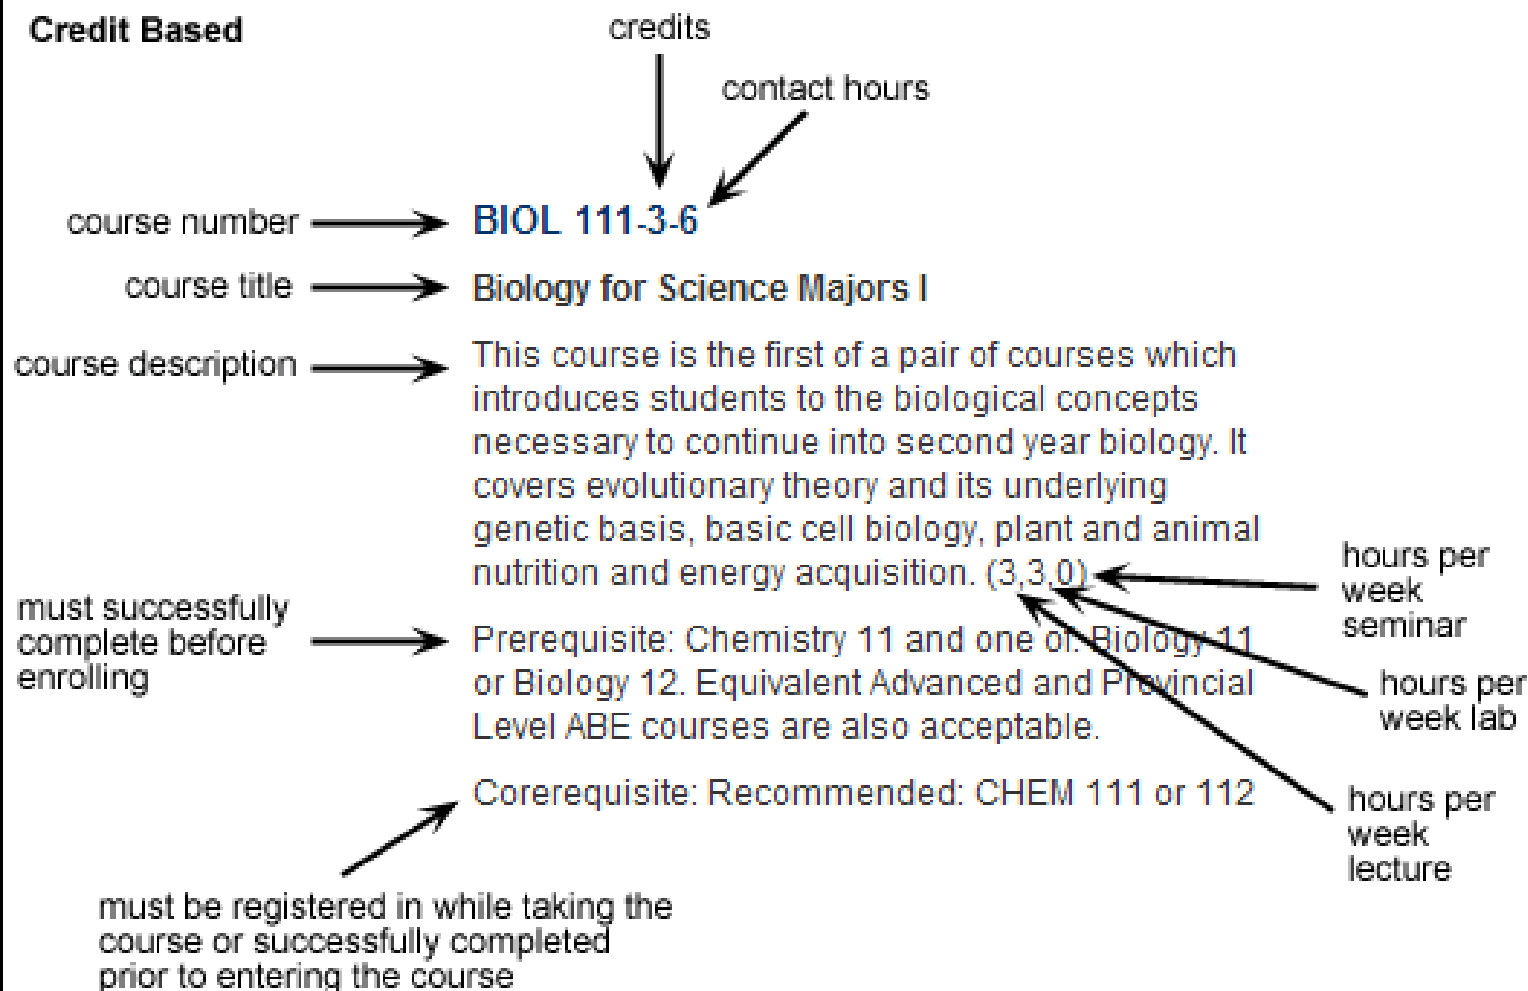 Credit Based
credits
contact hours
course number
BIOL 111-3-6
course title
Biology for Science Majors I
course description
This course is the first of a pair of courses which
introduces students to the biological concepts
necessary to continue into second year biology. It
covers evolutionary theory and its underlying
genetic basis, basic cell biology, plant and animal
nutrition and energy acquisition. (3,3,0)
hours per
week
seminar
must successfully
complete before
enrolling
Prerequisite: Chemistry 11 and one of: Biology 11
or Biology 12. Equivalent Advanced and Provincial
Level ABE courses are also acceptable.
hours per
week lab
Corerequisite: Recommended: CHEM 111 or 112
hours per
week
lecture
must be registered in while taking the
course or successfully completed
prior to entering the course